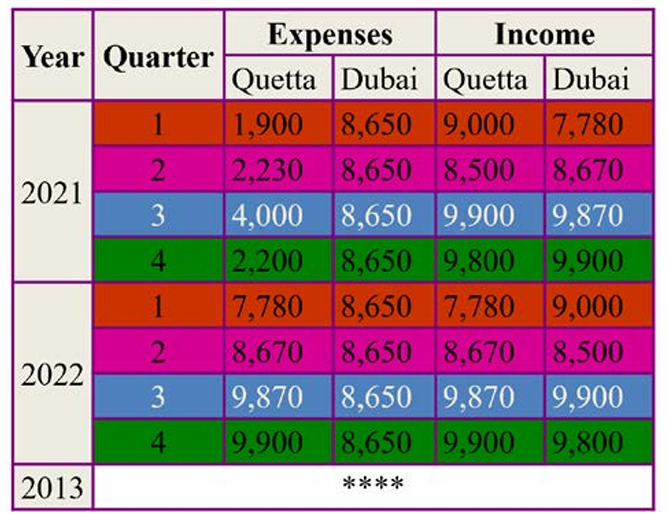 Year Quarter Expenses Income
Quetta Dubai Quetta Dubai
2021
1 1,900 8,650 9,000 7,780
2 2,230 8,650 8,500 8,670
3 4,000 8,650 9,900 9,870
4 2,200 8,650 9,800 9,900
2022
1 7,780 8,650 7,780 9,000
2 8,670 8,650 8,670 8,500
3 9,870 8,650 9,870 9,900
4 9,900 8,650 9,900 9,800
2013 ****